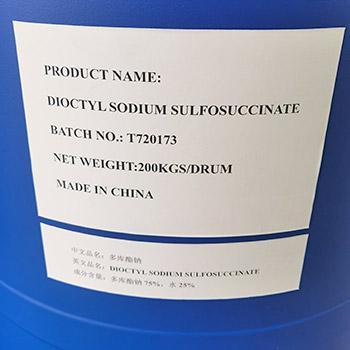 PRODUCT NAME:
DIOCTYL SODIUM SULFOSUCCINATE
BATCH NO.: T720173
NET WEIGHT:200KGS/DRUM
MADE IN CHINA
中文品名：多库酯钠
英文品名：DIOCTYL SODIUM SULFOSUCCINATE
成分含量：多库酯钠 75%，水 25%